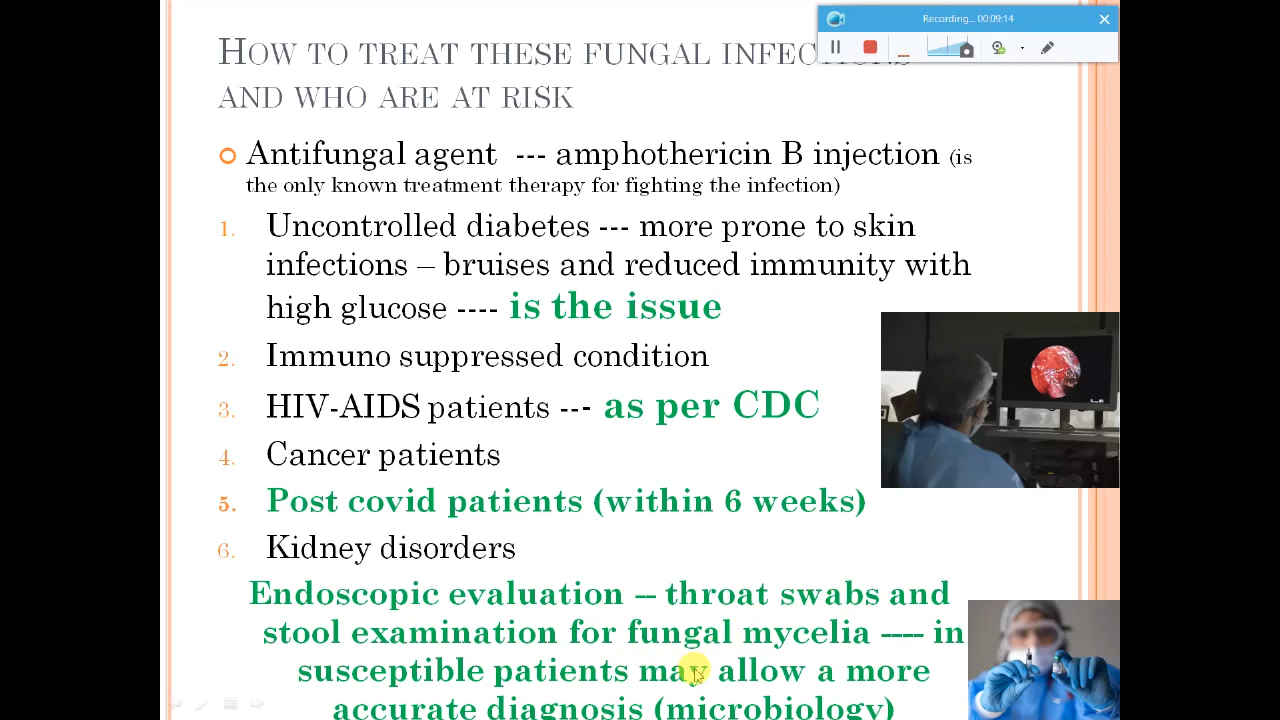 Recording... 00:09:14
HOW TO TREAT THESE FUNGAL INFECTIONS
AND WHO ARE AT RISK
Antifungal agent --- amphothericin B injection (is
the only known treatment therapy for fighting the infection)
1. Uncontrolled diabetes --- more prone to skin
infections – bruises and reduced immunity with
high glucose ---- is the issue
2. Immuno suppressed condition
3. HIV-AIDS patients --- as per CDC
4. Cancer patients
5. Post covid patients (within 6 weeks)
6. Kidney disorders
Endoscopic evaluation -- throat swabs and
stool examination for fungal mycelia ---- in
susceptible patients may allow a more
accurate diagnosis (microbiology)